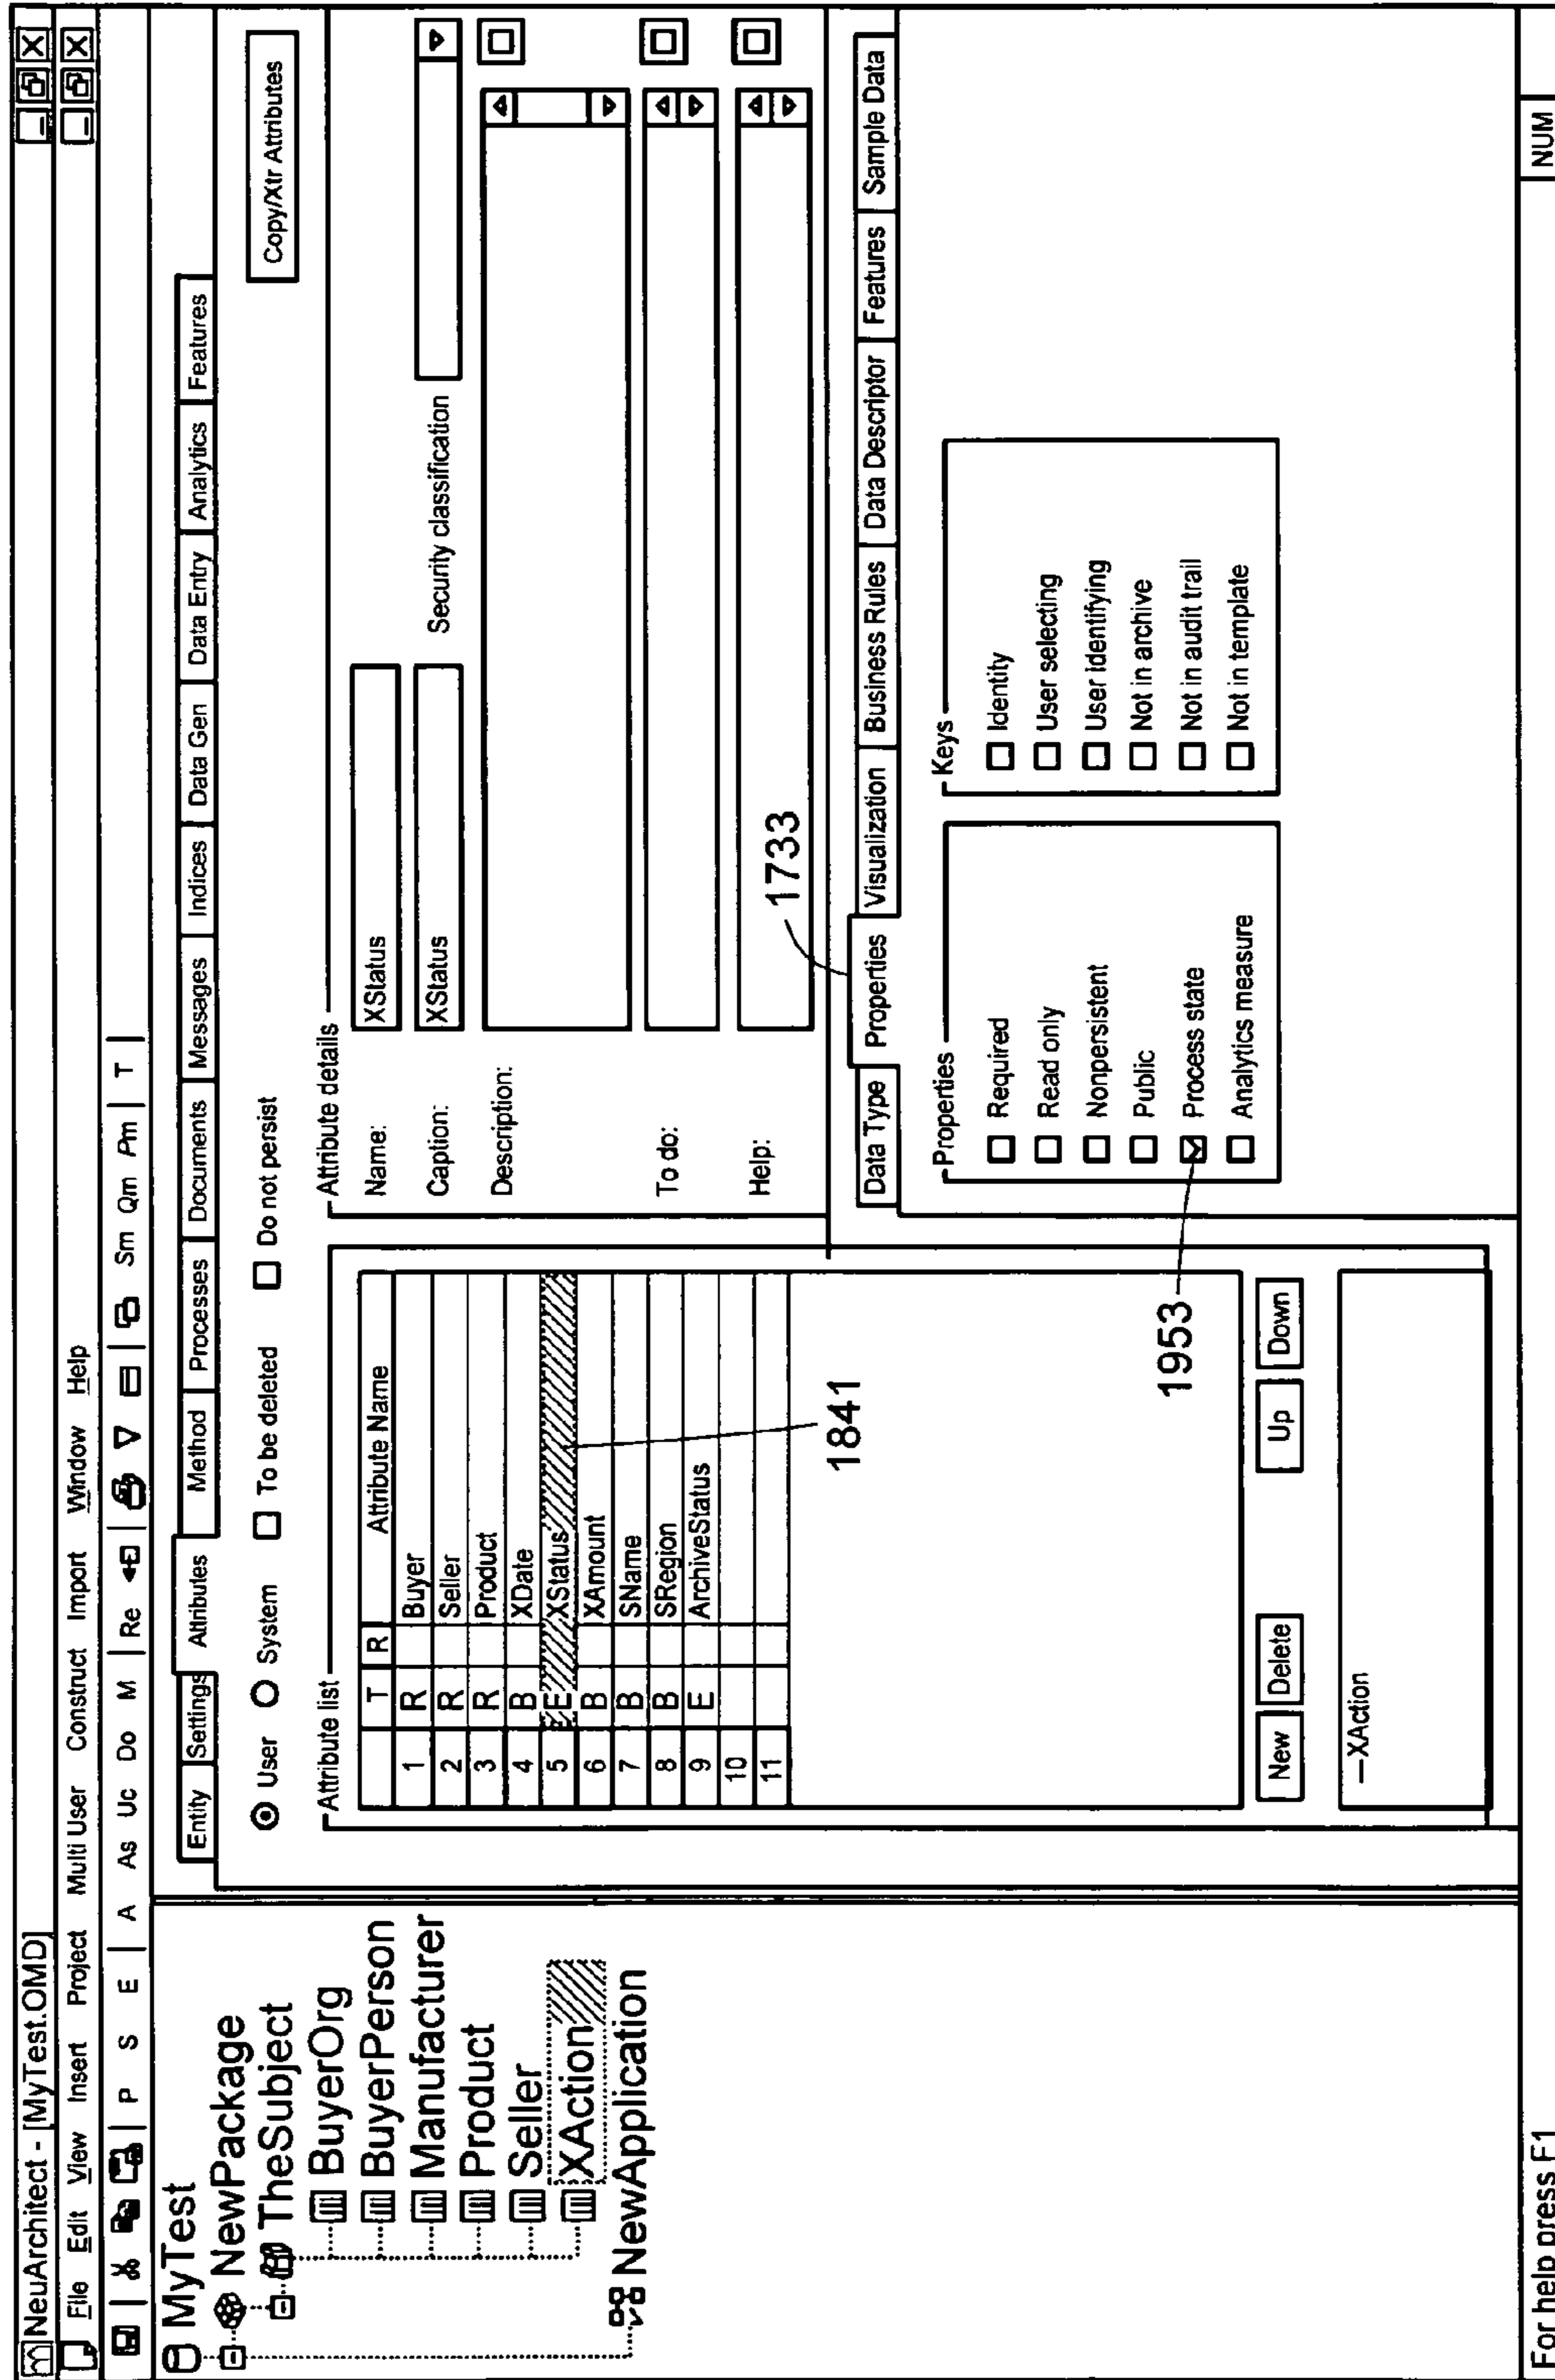 NeuArchitect - [MyTest.OMD]
File Edit View Insert Project Multi User Construct Import Window Help
P S E A As Uc Do M Re Sm Qm Pm T
MyTest
NewPackage
TheSubject
BuyerOrg
BuyerPerson
Manufacturer
Product
Seller
XAction
NewApplication
Entity Settings Attributes Method Processes Documents Messages Indices Data Gen Data Entry Analytics Features
User System To be deleted Do not persist
Copy/Xtr Attributes
Attribute list
T R Attribute Name
1 R Buyer
2 R Seller
3 R Product
4 B XDate
5 E XStatus
6 B XAmount
7 B SName
8 B SRegion
9 E ArchiveStatus
10
11
1841
New Delete Up Down
—XAction
Attribute details
Name: XStatus
Caption: XStatus Security classification
Description:
To do:
Help:
1733
Data Type Properties Visualization Business Rules Data Descriptor Features Sample Data
Properties
Required
Read only
Nonpersistent
Public
Process state
Analytics measure
1953
Keys
Identity
User selecting
User identifying
Not in archive
Not in audit trail
Not in template
For help press F1
NUM